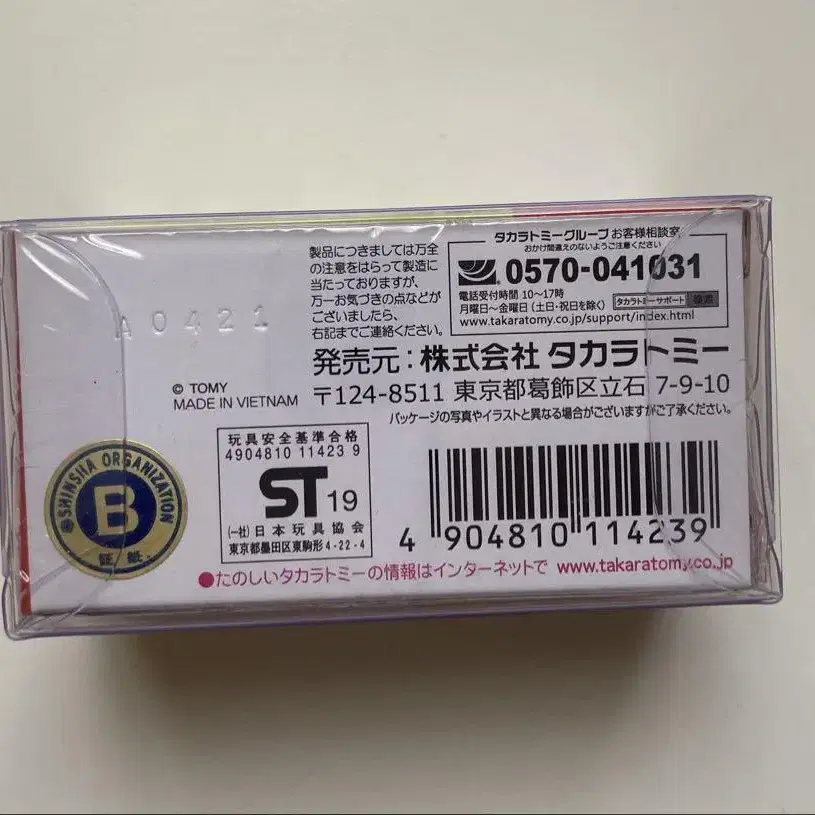 製品につきましては万全
の注意をはらって製造に
当たっておりますが、
万一お気づきの点などが
ございましたら、
右記までご連絡ください。
タカラトミーグループ お客様相談室
おかけ間違えのないようご注意ください
0570-041031
電話受付時間 10〜17時
月曜日〜金曜日 (土日・祝日を除く)
タカラトミーサポート 検索
www.takaratomy.co.jp/support/index.html
A0421
発売元:株式会社 タカラトミー
〒124-8511 東京都葛飾区立石 7-9-10
© TOMY
MADE IN VIETNAM
パッケージの写真やイラストと異なる場合がございますがご了承ください。
©SHINSHA ORGANIZATION
B
証紙
玩具安全基準合格
4904810 11423 9
ST 19
(一社)日本玩具協会
東京都墨田区東駒形4-22-4
4 904810 114239
●たのしいタカラトミーの情報はインターネットで www.takaratomy.co.jp